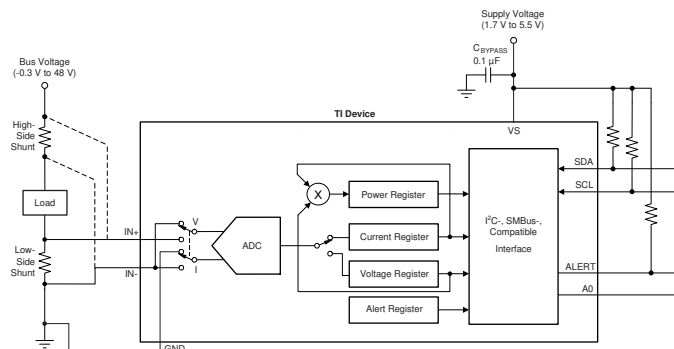 Supply Voltage
(1.7 V to 5.5 V)
CBYPASS
0.1 µF
Bus Voltage
(-0.3 V to 48 V)
TI Device
VS
High-
Side
Shunt
Load
Low-
Side
Shunt
IN+
IN-
V
I
ADC
X
Power Register
Current Register
Voltage Register
Alert Register
I²C-, SMBus-,
Compatible
Interface
SDA
SCL
ALERT
A0
GND